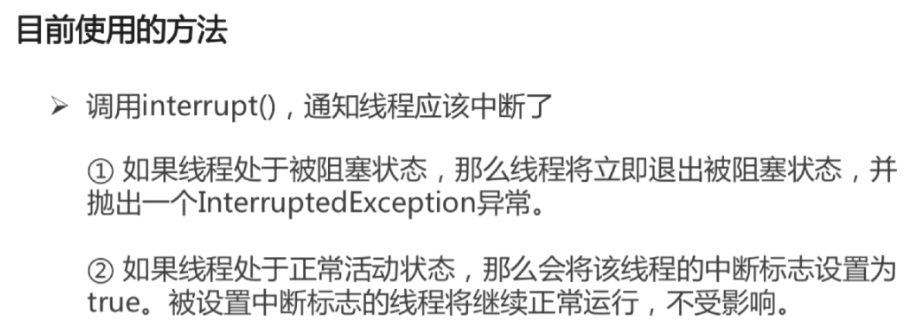 目前使用的方法
➢ 调用interrupt()，通知线程应该中断了
① 如果线程处于被阻塞状态，那么线程将立即退出被阻塞状态，并
抛出一个InterruptedException异常。
② 如果线程处于正常活动状态，那么会将该线程的中断标志设置为
true。被设置中断标志的线程将继续正常运行，不受影响。